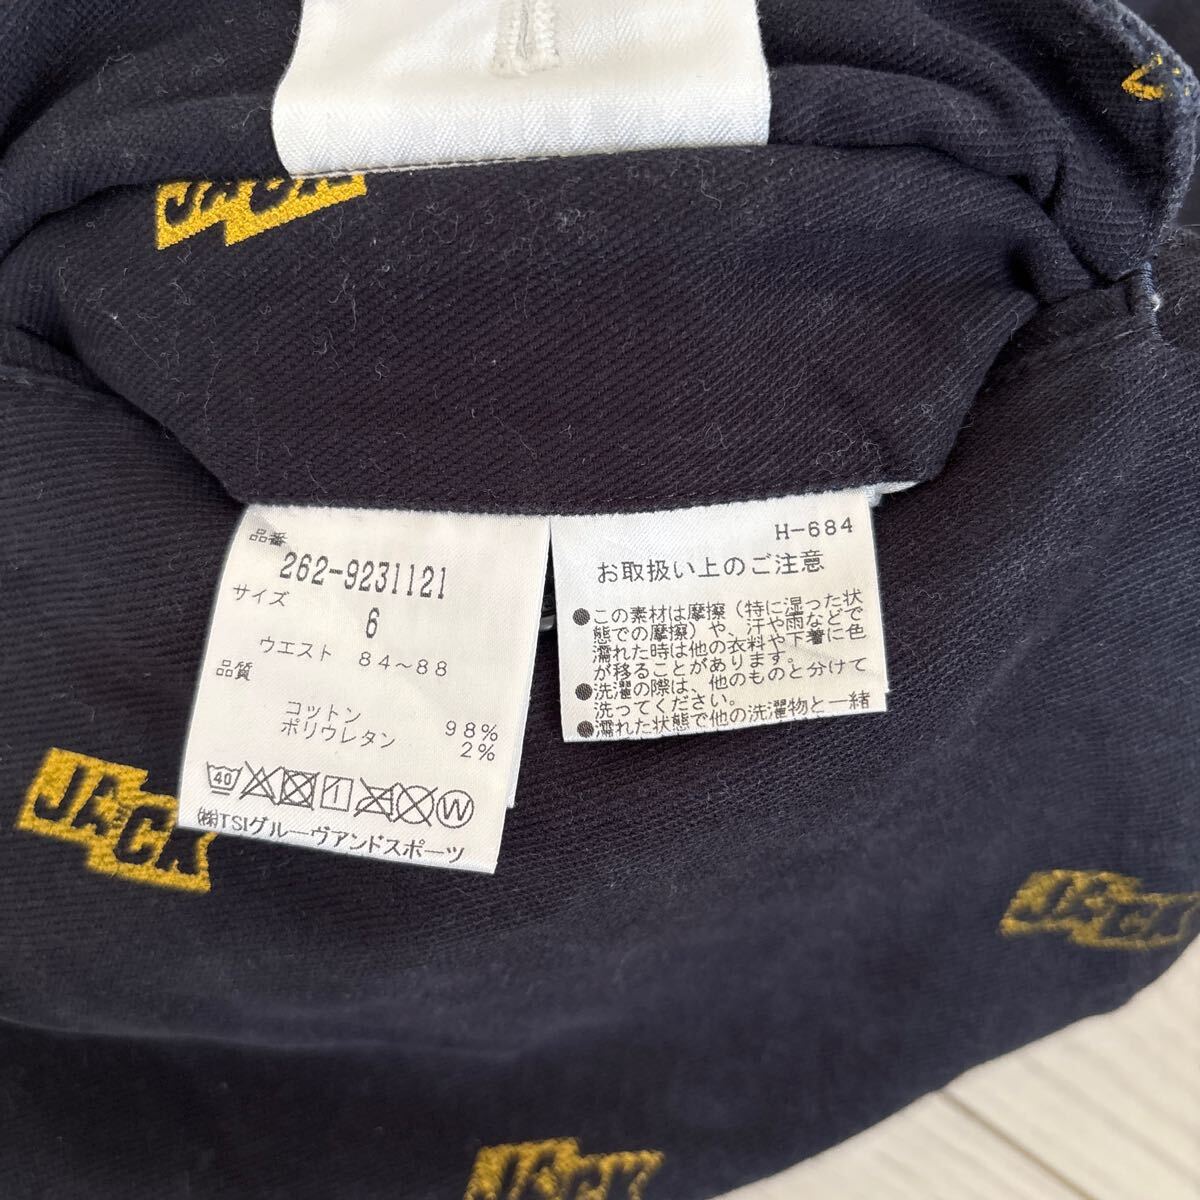 JACK
品番
262-9231121
サイズ
6
ウエスト 84～88
品質
コットン 98%
ポリウレタン 2%
40
1
W
㈱TSIグルーヴアンドスポーツ
H-684
お取扱い上のご注意
●この素材は摩擦（特に湿った状
態での摩擦）や、汗や雨などで
濡れた時は他の衣料や下着に色
が移ることがあります。
●洗濯の際は、他のものと分けて
洗ってください。
●濡れた状態で他の洗濯物と一緒
JACK
JACK
JACK